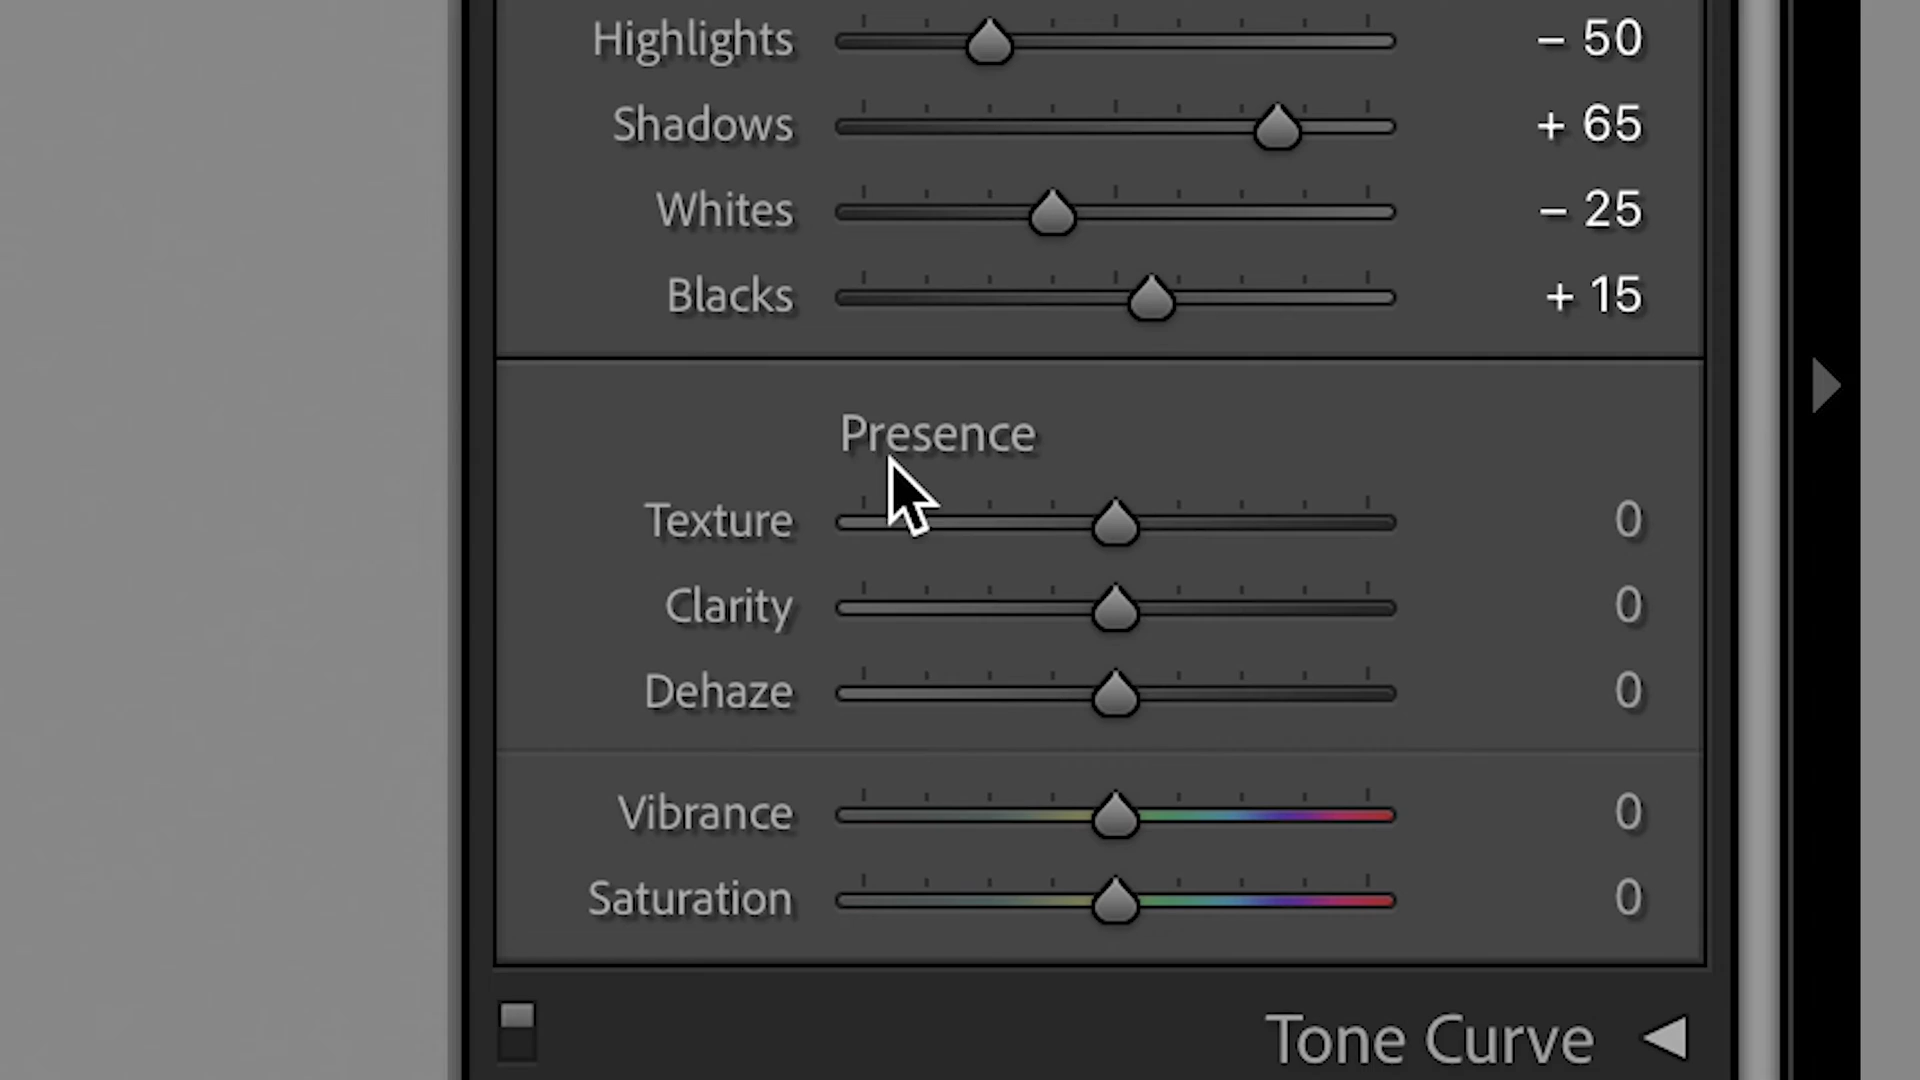 Highlights − 50
Shadows + 65
Whites − 25
Blacks + 15
Presence
Texture 0
Clarity 0
Dehaze 0
Vibrance 0
Saturation 0
Tone Curve